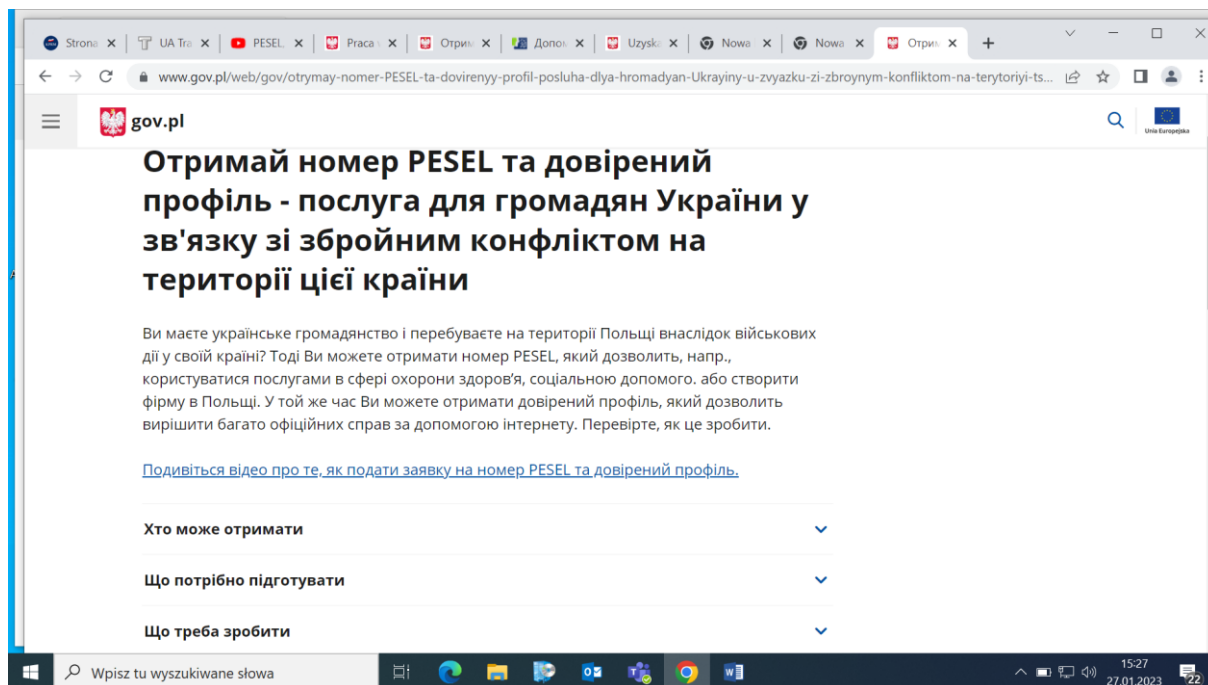 Strona
UA Tra
PESEL.
Praca
Отрим
Допом
Uzyska
Nowa
Nowa
Отрим
www.gov.pl/web/gov/otrymay-nomer-PESEL-ta-dovirenyy-profil-posluha-dlya-hromadyan-Ukrayiny-u-zvyazku-zi-zbroynym-konfliktom-na-terytoriyi-ts...
gov.pl
Unia Europejska
Отримай номер PESEL та довірений
профіль - послуга для громадян України у
зв'язку зі збройним конфліктом на
території цієї країни
Ви маєте українське громадянство і перебуваєте на території Польщі внаслідок військових
дії у своїй країні? Тоді Ви можете отримати номер PESEL, який дозволить, напр.,
користуватися послугами в сфері охорони здоров’я, соціальною допомого. або створити
фірму в Польщі. У той же час Ви можете отримати довірений профіль, який дозволить
вирішити багато офіційних справ за допомогою інтернету. Перевірте, як це зробити.
Подивіться відео про те, як подати заявку на номер PESEL та довірений профіль.
Хто може отримати
Що потрібно підготувати
Що треба зробити
Wpisz tu wyszukiwane słowa
15:27
27.01.2023
22